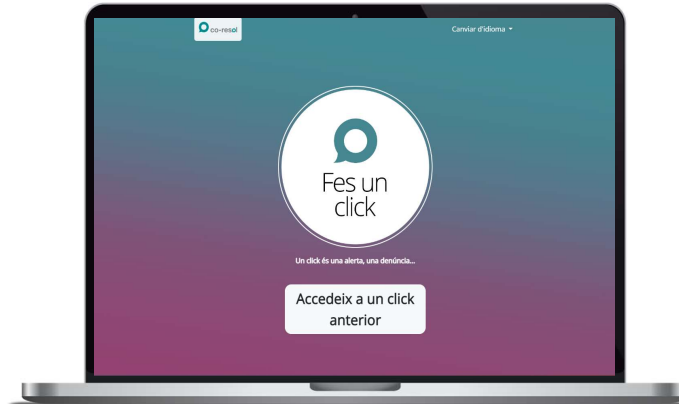 co-resol
Canviar d'idioma
Fes un
click
Un click és una alerta, una denúncia...
Accedeix a un click
anterior